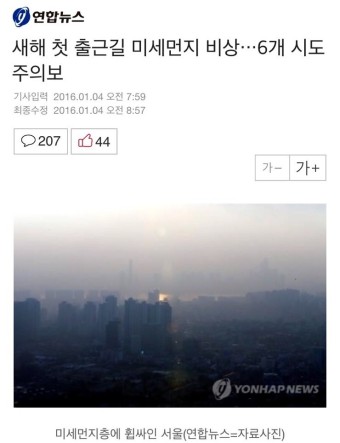 연합뉴스
새해 첫 출근길 미세먼지 비상…6개 시도
주의보
기사입력 2016.01.04 오전 7:59
최종수정 2016.01.04 오전 8:57
207 44
가- 가+
YONHAP NEWS
미세먼지층에 휩싸인 서울(연합뉴스=자료사진)